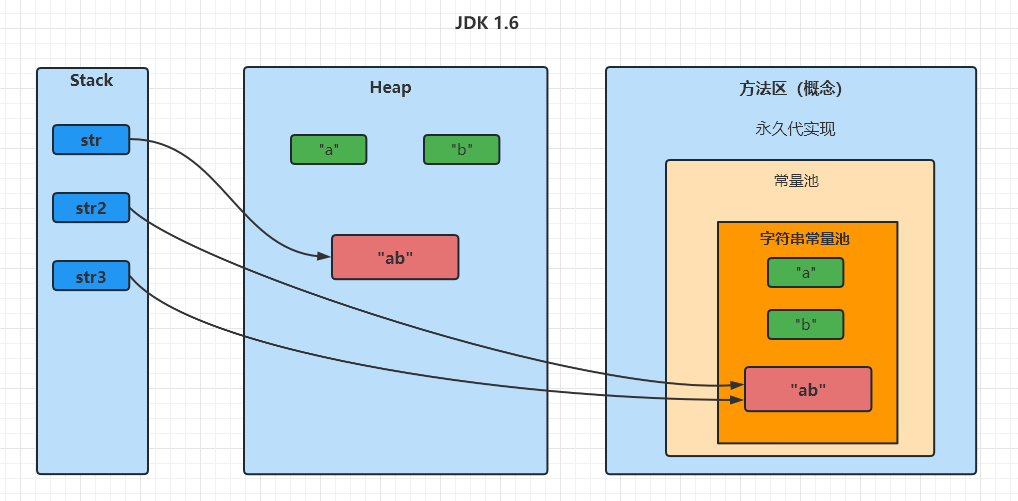 JDK 1.6
Stack
str
str2
str3
Heap
"a"
"b"
"ab"
方法区（概念）
永久代实现
常量池
字符串常量池
"a"
"b"
"ab"